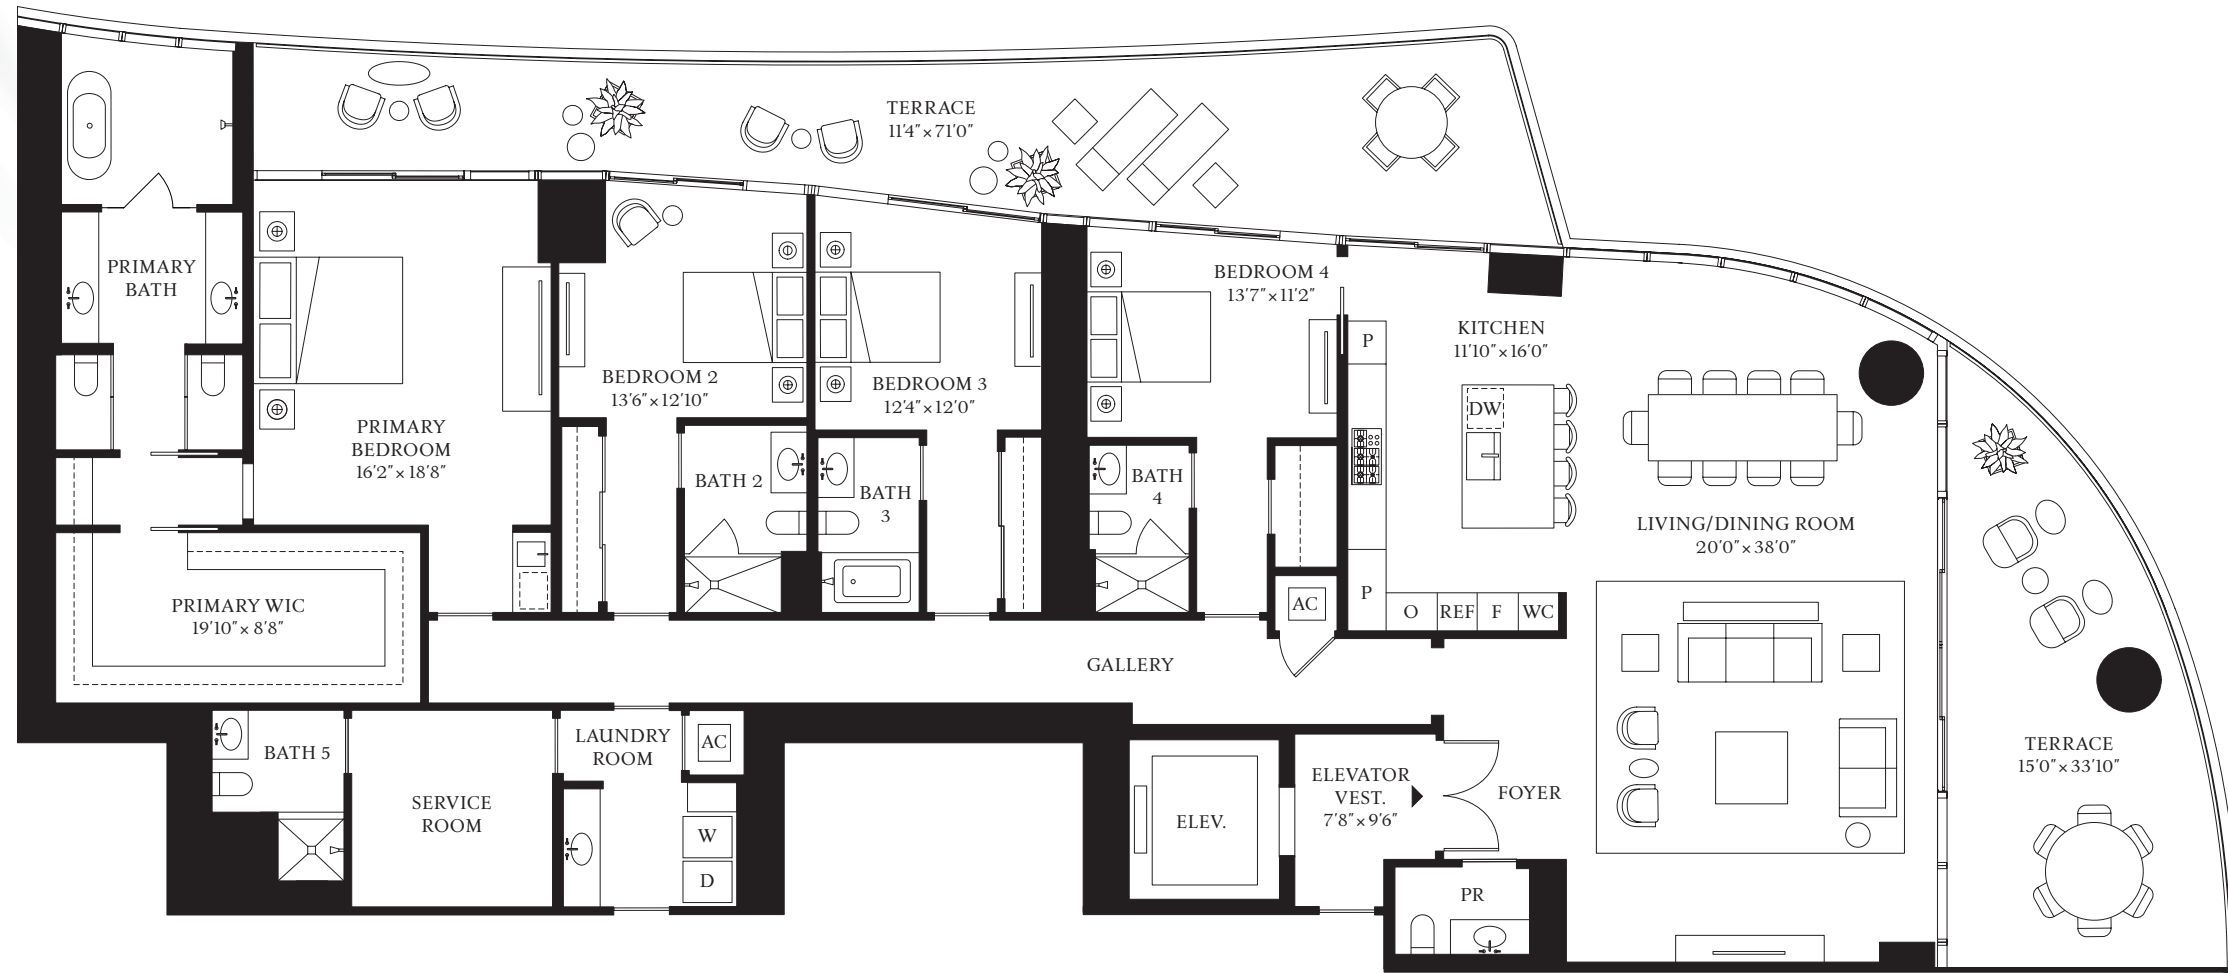 TERRACE
11'4"×71'0"
PRIMARY
BATH
BEDROOM 4
13'7"×11'2"
KITCHEN
11'10"×16'0"
P
BEDROOM 2
13'6"×12'10"
BEDROOM 3
12'4"×12'0"
DW
PRIMARY
BEDROOM
16'2"×18'8"
BATH 2
BATH
3
BATH
4
LIVING/DINING ROOM
20'0"×38'0"
PRIMARY WIC
19'10"×8'8"
AC
P
O
REF
F
WC
GALLERY
BATH 5
LAUNDRY
ROOM
AC
TERRACE
15'0"×33'10"
SERVICE
ROOM
ELEVATOR
VEST.
7'8"×9'6"
FOYER
ELEV.
W
D
PR